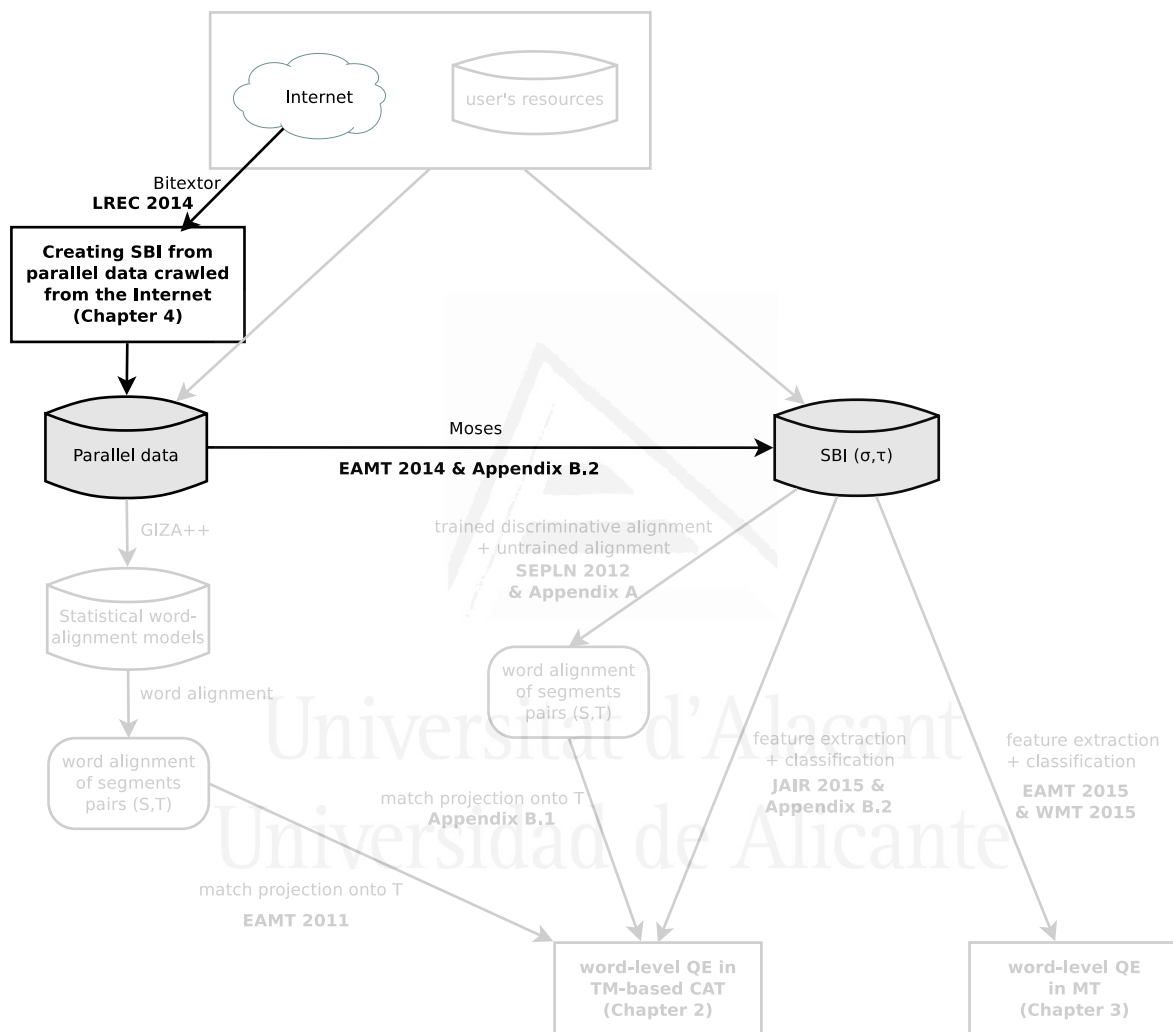 Internet
user's resources
Bitextor
LREC 2014
Creating SBI from
parallel data crawled
from the Internet
(Chapter 4)
Parallel data
Moses
EAMT 2014 & Appendix B.2
SBI (σ,τ)
GIZA++
trained discriminative alignment
+ untrained alignment
SEPLN 2012
& Appendix A
Statistical word-
alignment models
word alignment
word alignment
of segments
pairs (S,T)
word alignment
of segments
pairs (S,T)
feature extraction
+ classification
JAIR 2015 &
Appendix B.2
feature extraction
+ classification
EAMT 2015
& WMT 2015
match projection onto T
Appendix B.1
match projection onto T
EAMT 2011
word-level QE in
TM-based CAT
(Chapter 2)
word-level QE
in MT
(Chapter 3)
Universitat d'Alacant
Universidad de Alicante